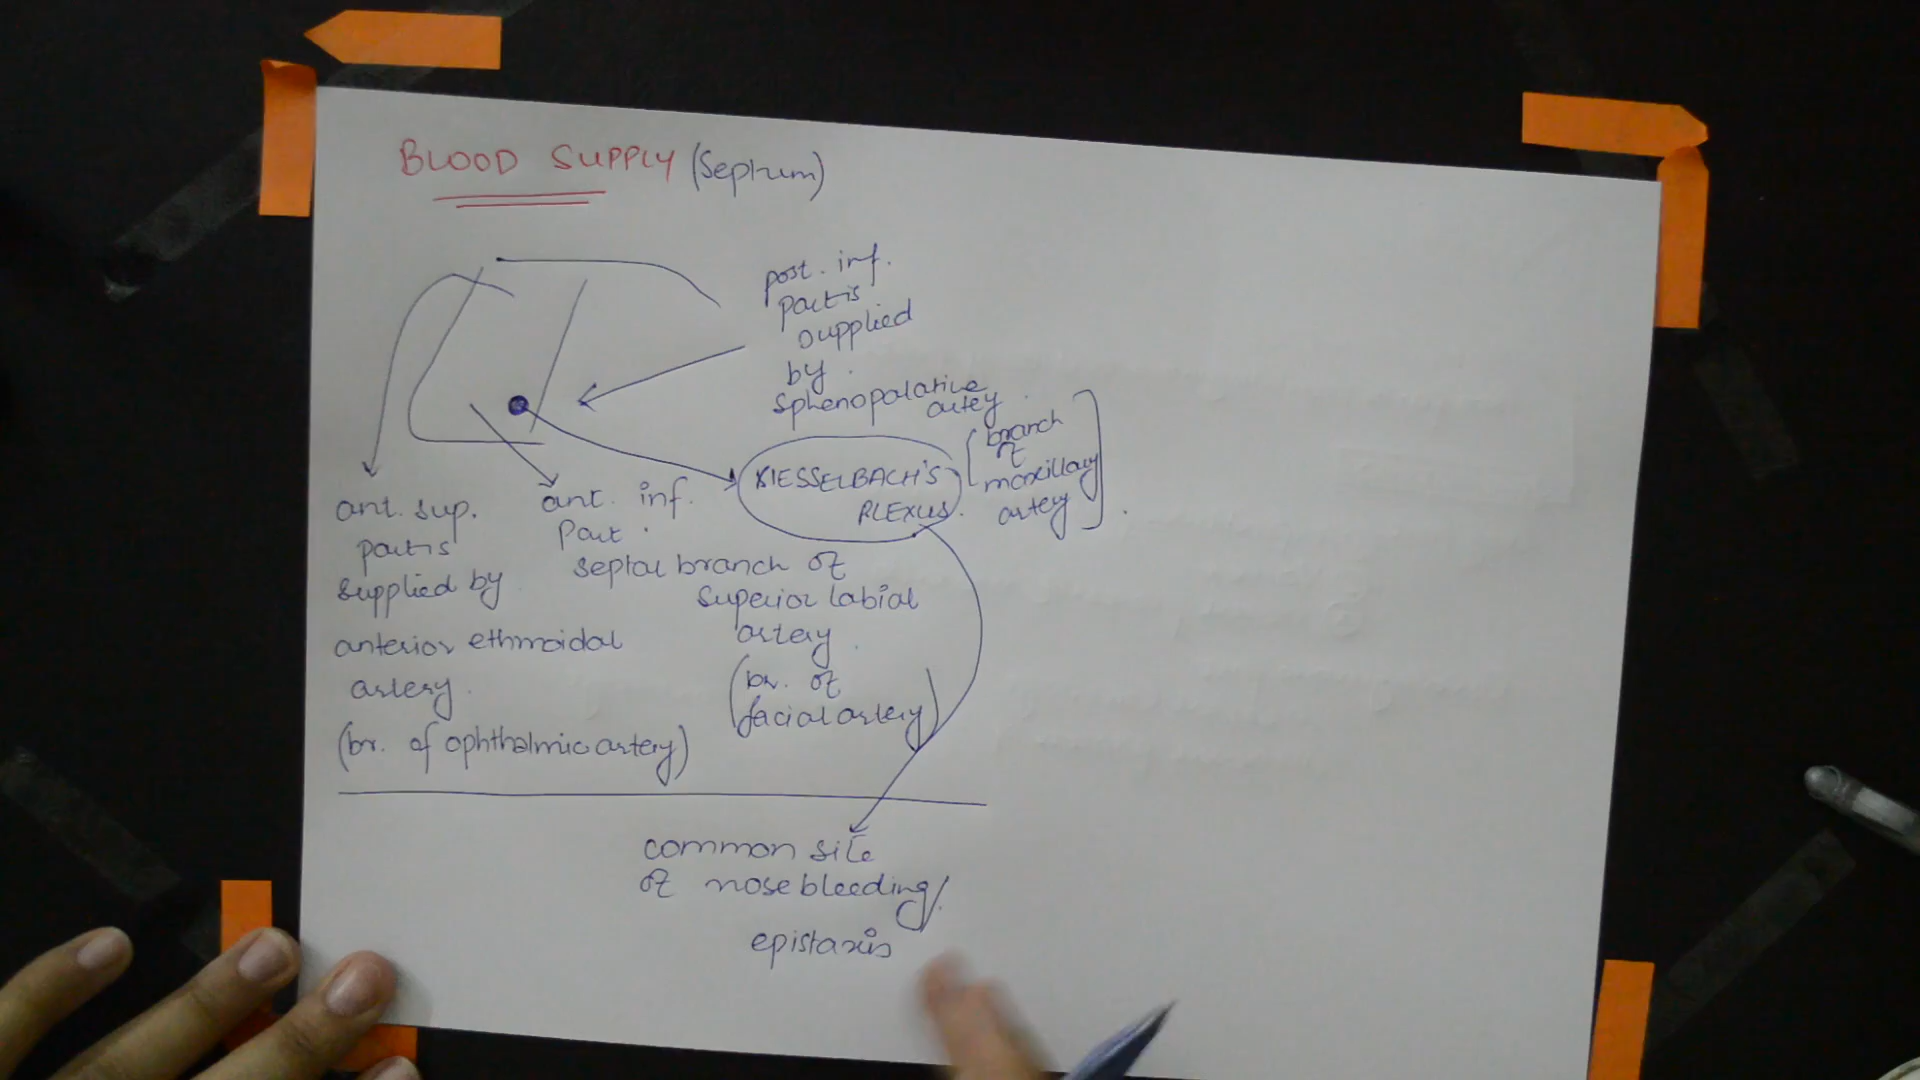 BLOOD SUPPLY (Septum)
post. inf.
part is
supplied
by
sphenopalatine
artey
[branch
of
maxillary
artery].
KIESSELBACH'S
PLEXUS.
ant. sup.
part is
supplied by
anterior ethmoidal
artery.
(br. of ophthalmic artery)
ant. inf.
Part.
septal branch of
superior labial
artery.
(br. of
facial artery)
common site
of nose bleeding/
epistaxis